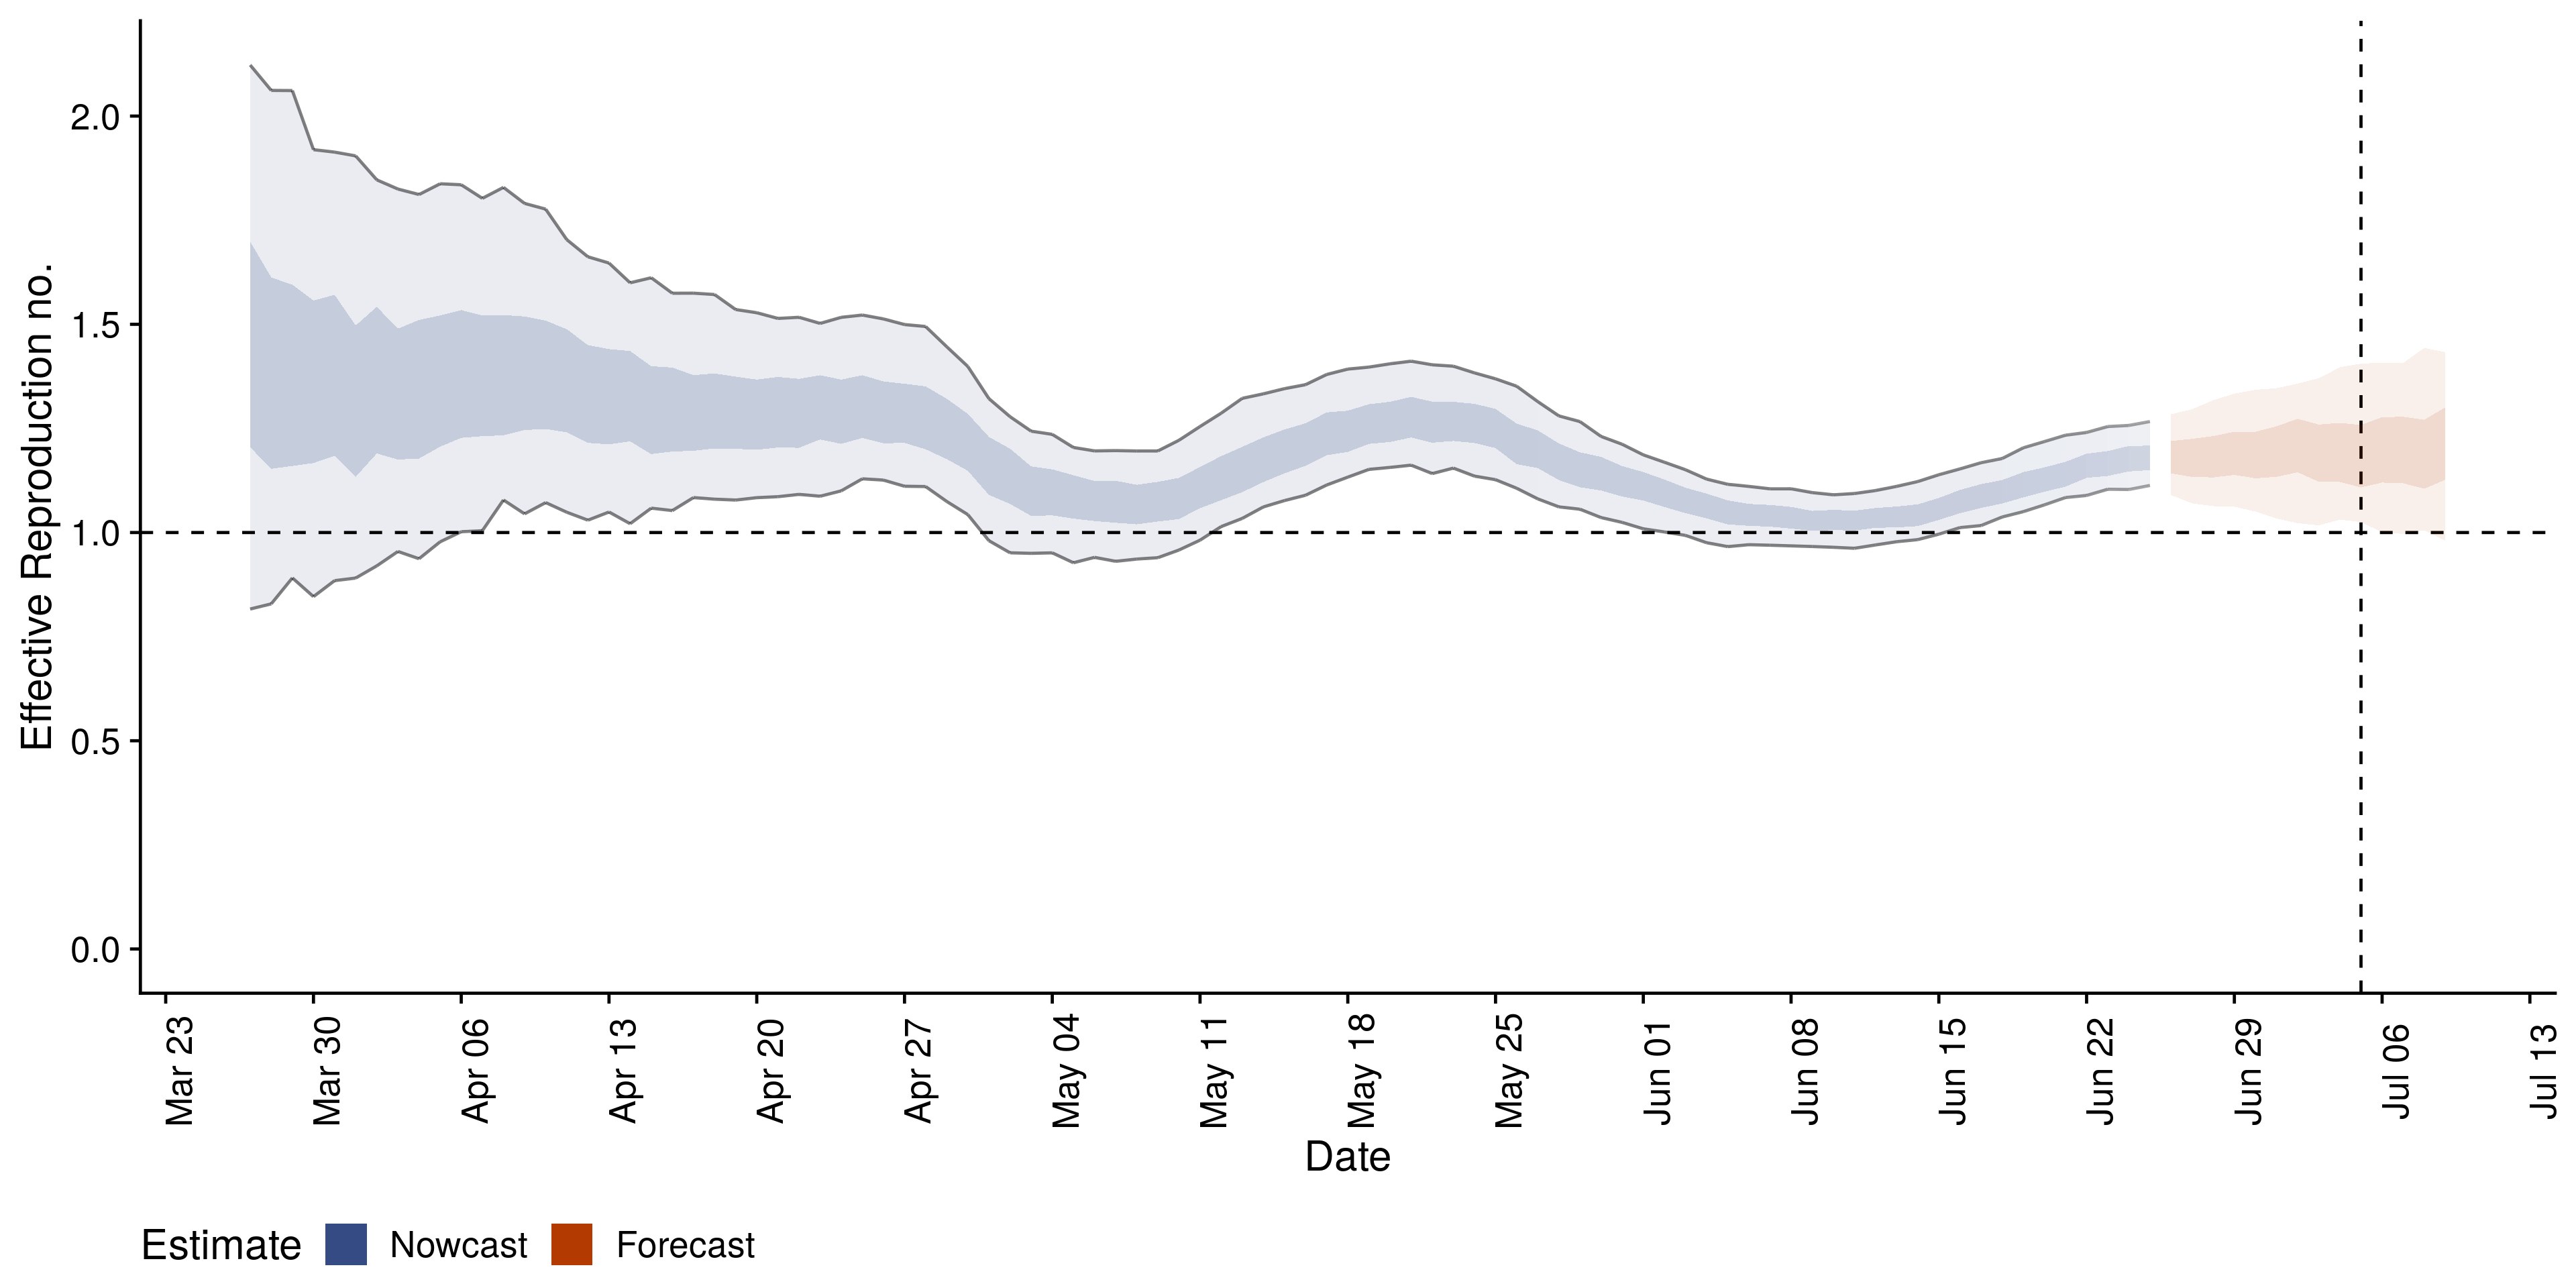 Effective Reproduction no.
2.0
1.5
1.0
0.5
0.0
Mar 23
Mar 30
Apr 06
Apr 13
Apr 20
Apr 27
May 04
May 11
May 18
May 25
Jun 01
Jun 08
Jun 15
Jun 22
Jun 29
Jul 06
Jul 13
Date
Estimate Nowcast Forecast